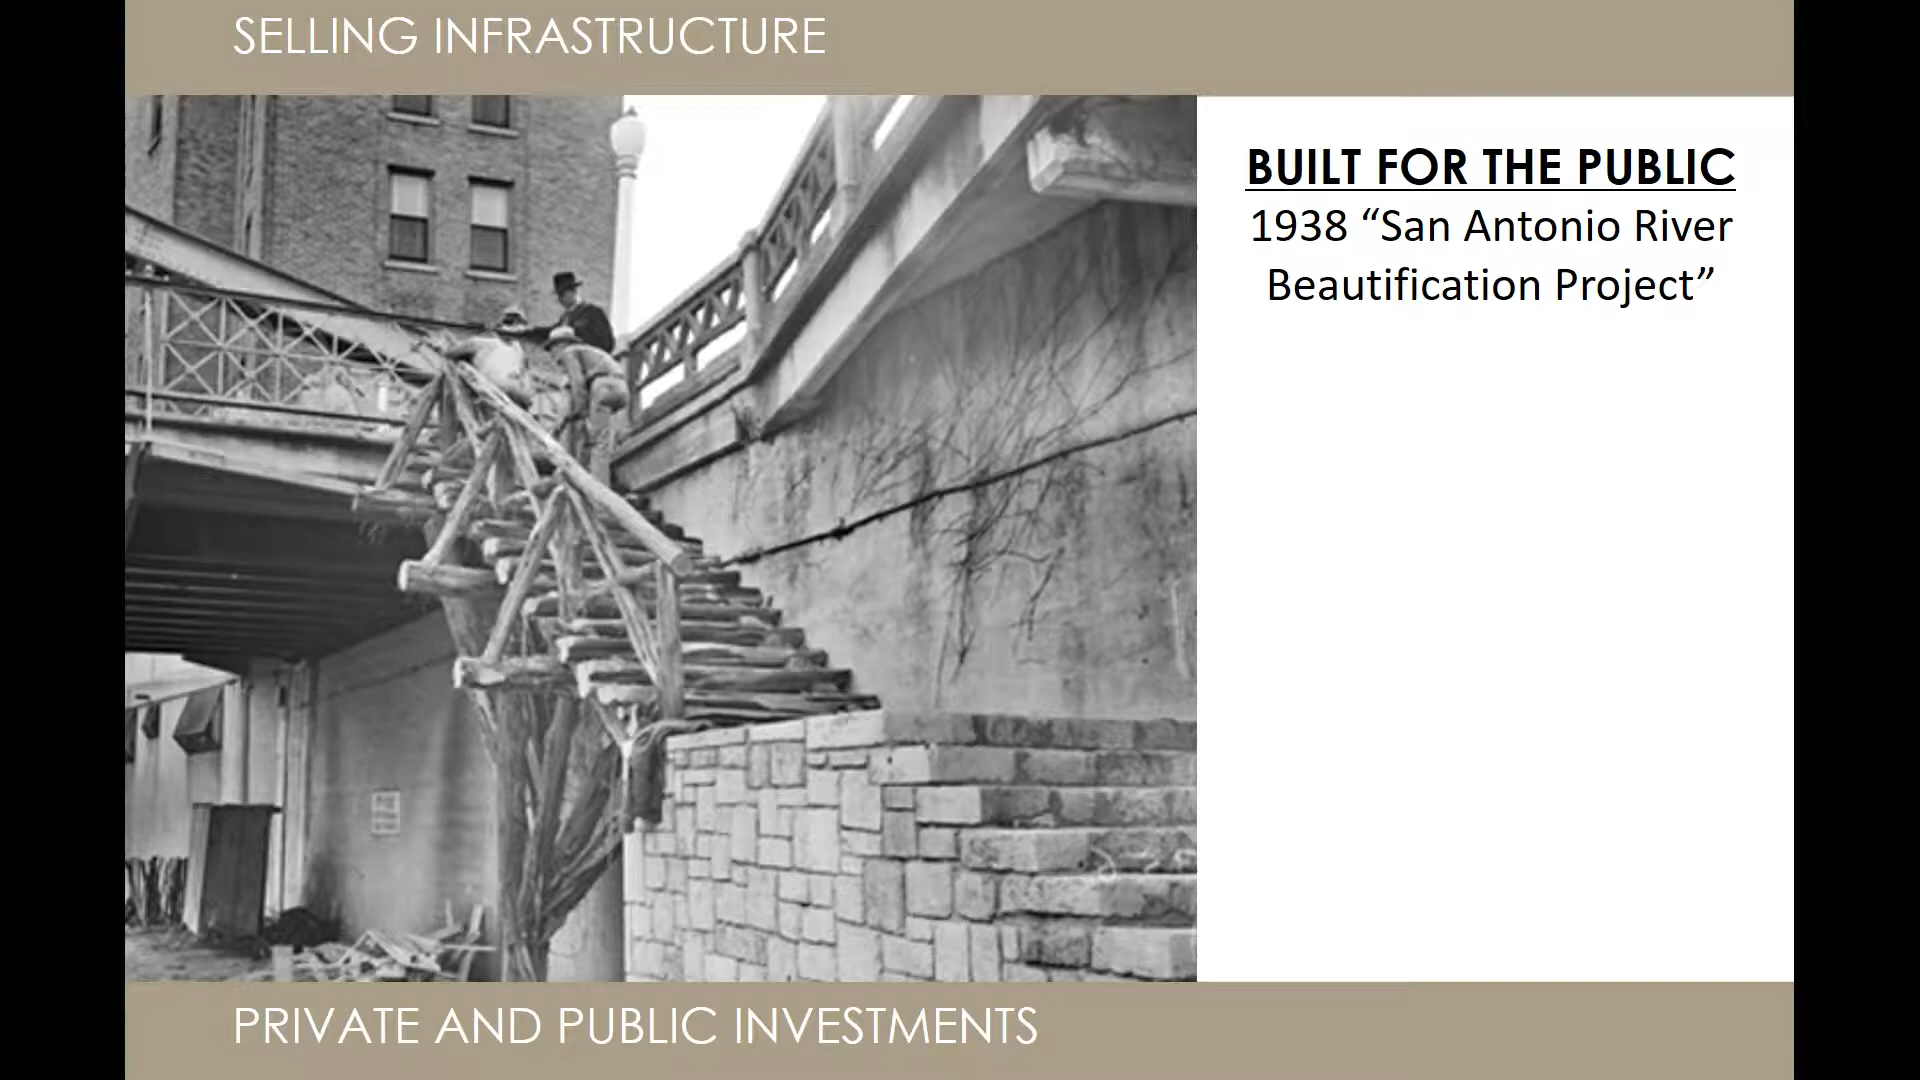 SELLING INFRASTRUCTURE
BUILT FOR THE PUBLIC
1938 “San Antonio River
Beautification Project”
PRIVATE AND PUBLIC INVESTMENTS